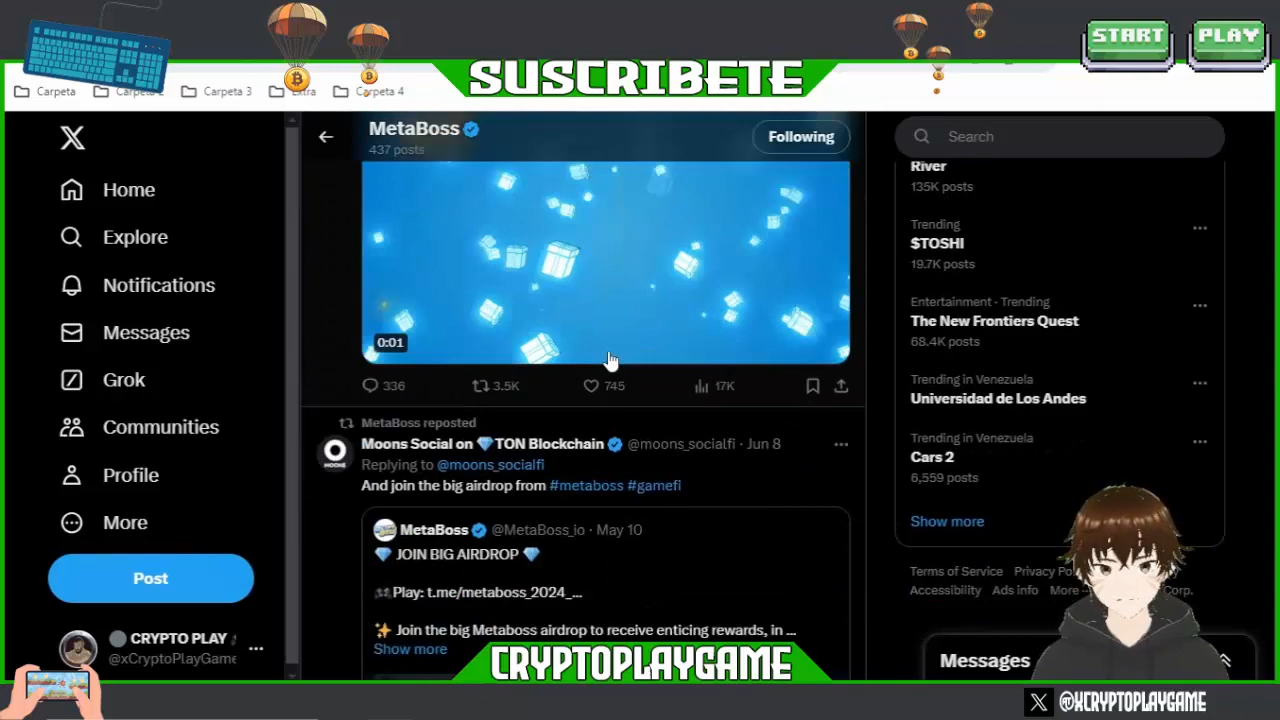 START
PLAY
SUSCRIBETE
Carpeta
Carpeta 2
Carpeta 3
Extra
Carpeta 4
MetaBoss
437 posts
Following
Search
Home
Explore
Notifications
Messages
Grok
Communities
Profile
More
Post
CRYPTO PLAY
@xCryptoPlayGame
0:01
336
3.5K
745
17K
MetaBoss reposted
Moons Social on 💎TON Blockchain @moons_socialfi · Jun 8
Replying to @moons_socialfi
And join the big airdrop from #metaboss #gamefi
MOONS
MetaBoss @MetaBoss_io · May 10
💎 JOIN BIG AIRDROP 💎
Play: t.me/metaboss_2024_...
✨ Join the big Metaboss airdrop to receive enticing rewards, in ...
Show more
River
135K posts
Trending
$TOSHI
19.7K posts
Entertainment · Trending
The New Frontiers Quest
68.4K posts
Trending in Venezuela
Universidad de Los Andes
Trending in Venezuela
Cars 2
6,559 posts
Show more
Terms of Service Privacy
Accessibility Ads info More Corp.
Messages
CRYPTOPLAYGAME
X @XCRYPTOPLAYGAME